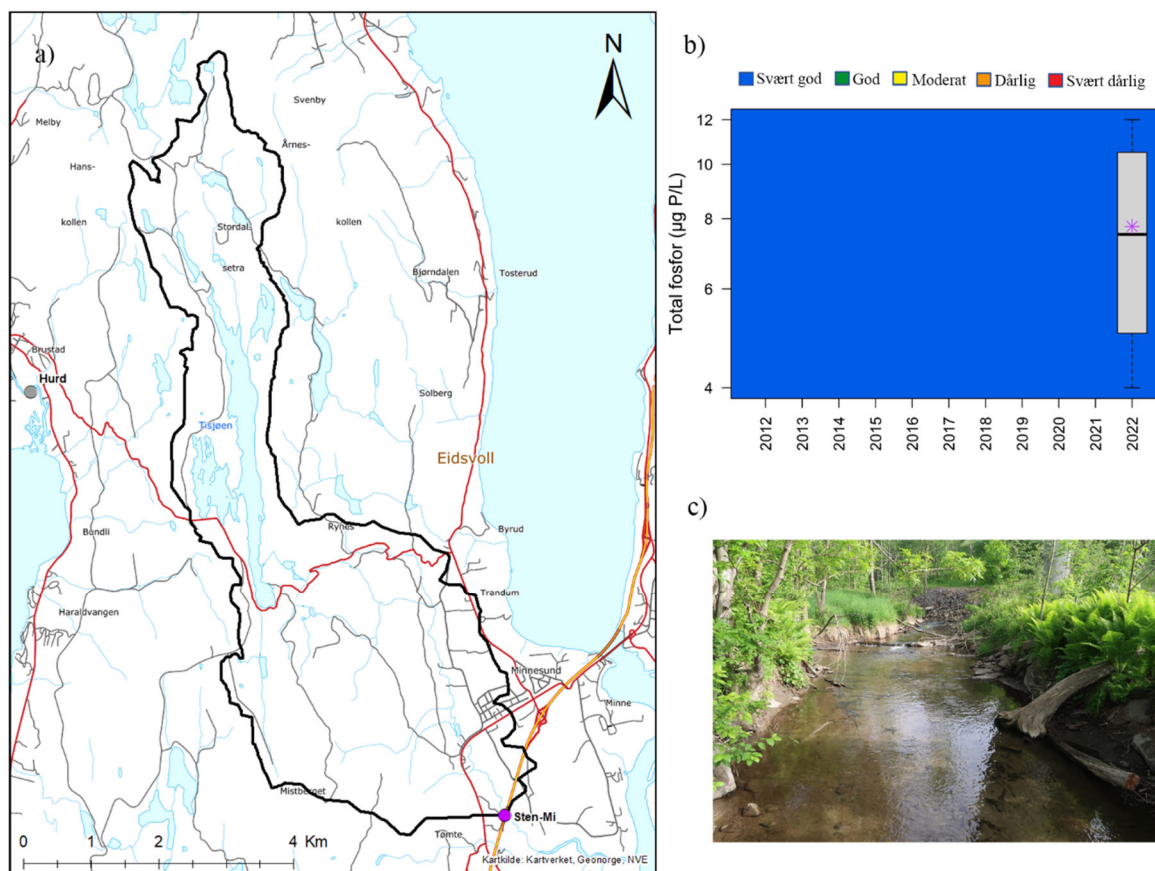 a)
N
Svenby
Melby
Årnes-
Hans-
kollen
kollen
Stordal
setra
Bjørndalen
Tosterud
Brustad
Hurd
Solberg
Tisjøen
Eidsvoll
Rynes
Byrud
Bundli
Trandum
Haraldvangen
Minnesund
Minne
Mistberget
Sten-Mi
Tømte
0 1 2 4 Km
Kartkilde: Kartverket, Geonorge, NVE
b)
Svært god God Moderat Dårlig Svært dårlig
Total fosfor (µg P/L)
12
10
8
6
4
2012 2013 2014 2015 2016 2017 2018 2019 2020 2021 2022
c)